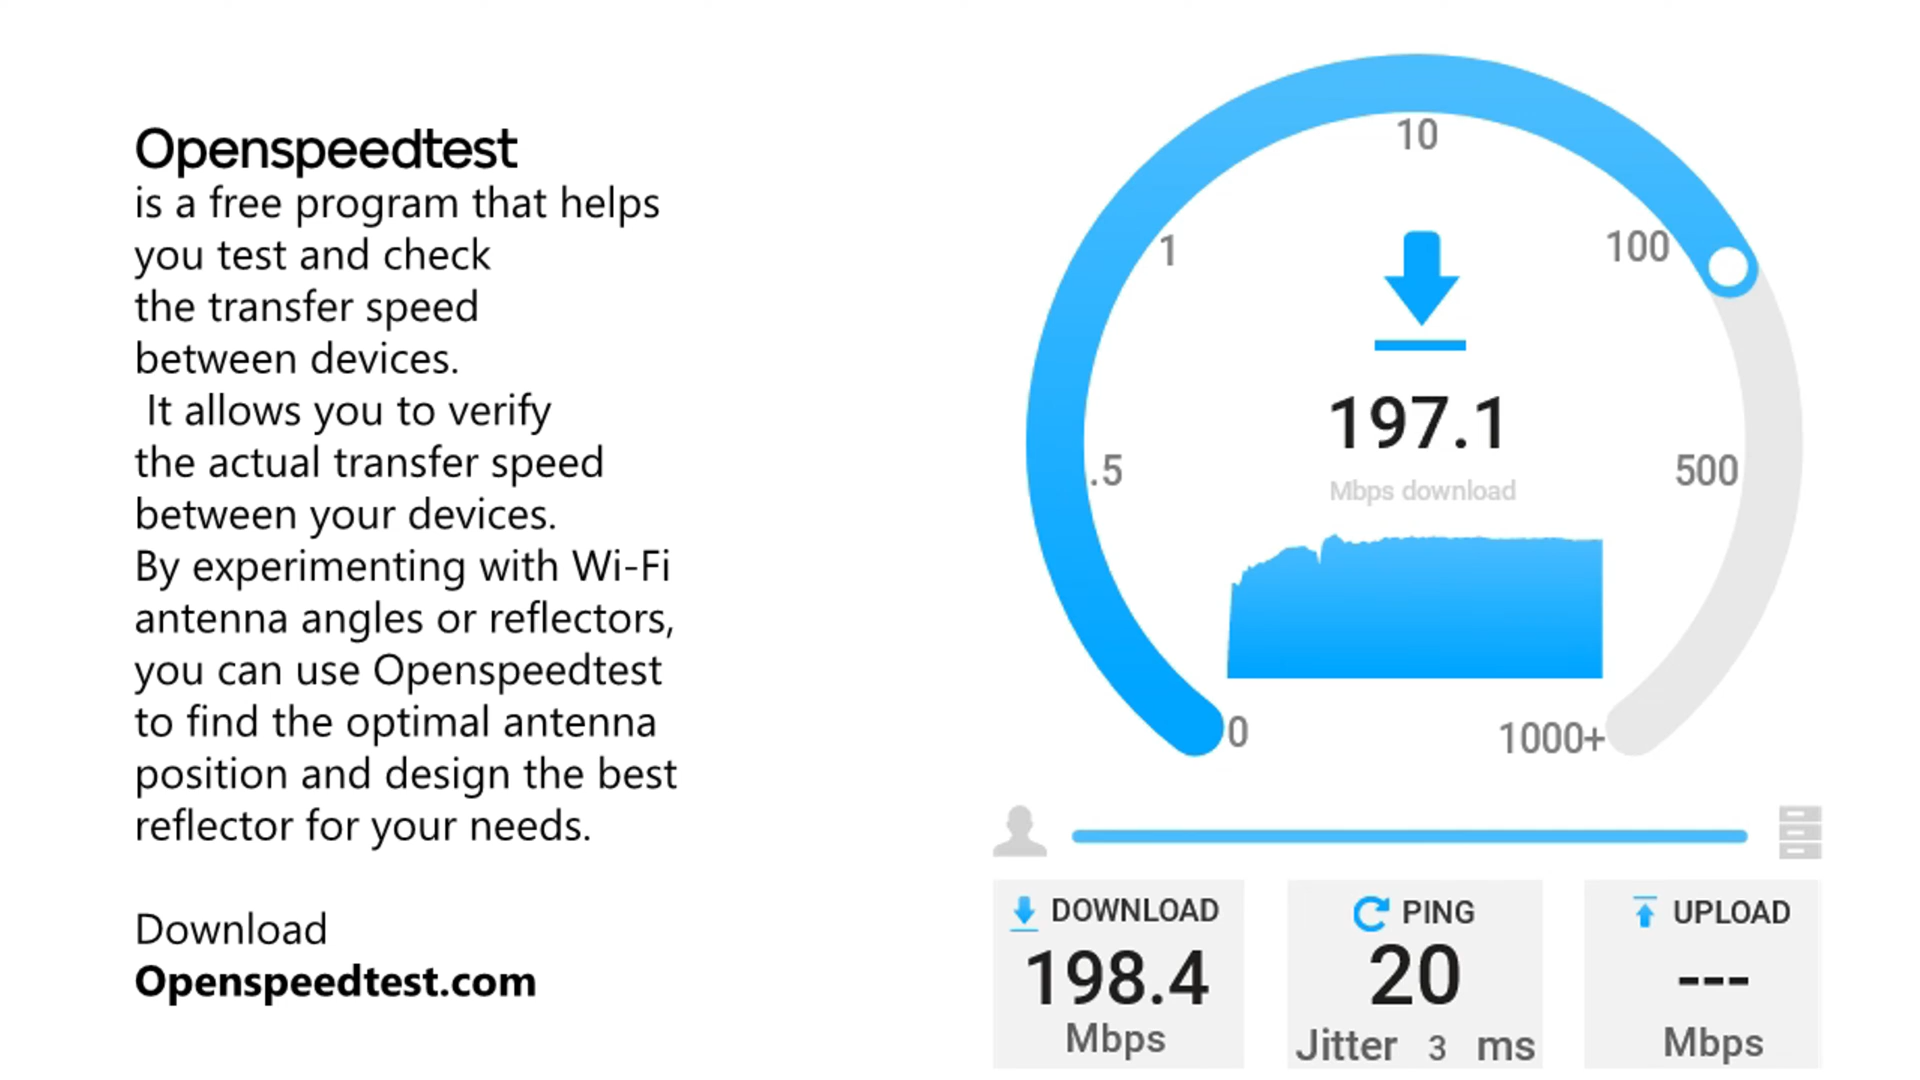 Openspeedtest
is a free program that helps
you test and check
the transfer speed
between devices.
It allows you to verify
the actual transfer speed
between your devices.
By experimenting with Wi-Fi
antenna angles or reflectors,
you can use Openspeedtest
to find the optimal antenna
position and design the best
reflector for your needs.
Download
Openspeedtest.com
10
1
100
.5
500
0
1000+
197.1
Mbps download
DOWNLOAD
198.4
Mbps
PING
20
Jitter 3 ms
UPLOAD
---
Mbps